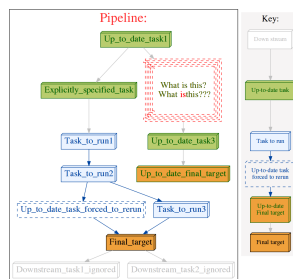 Pipeline:
Up_to_date_task1
Explicitly_specified_task
What is this?
What isthis???
Task_to_run1
Up_to_date_task3
Task_to_run2
Up_to_date_final_target
Up_to_date_task_forced_to_rerun
Task_to_run3
Final_target
Downstream_task1_ignored
Downstream_task2_ignored
Key:
Down stream
Up-to-date task
Task to run
Up-to-date task
forced to rerun
Up-to-date
Final target
Final target